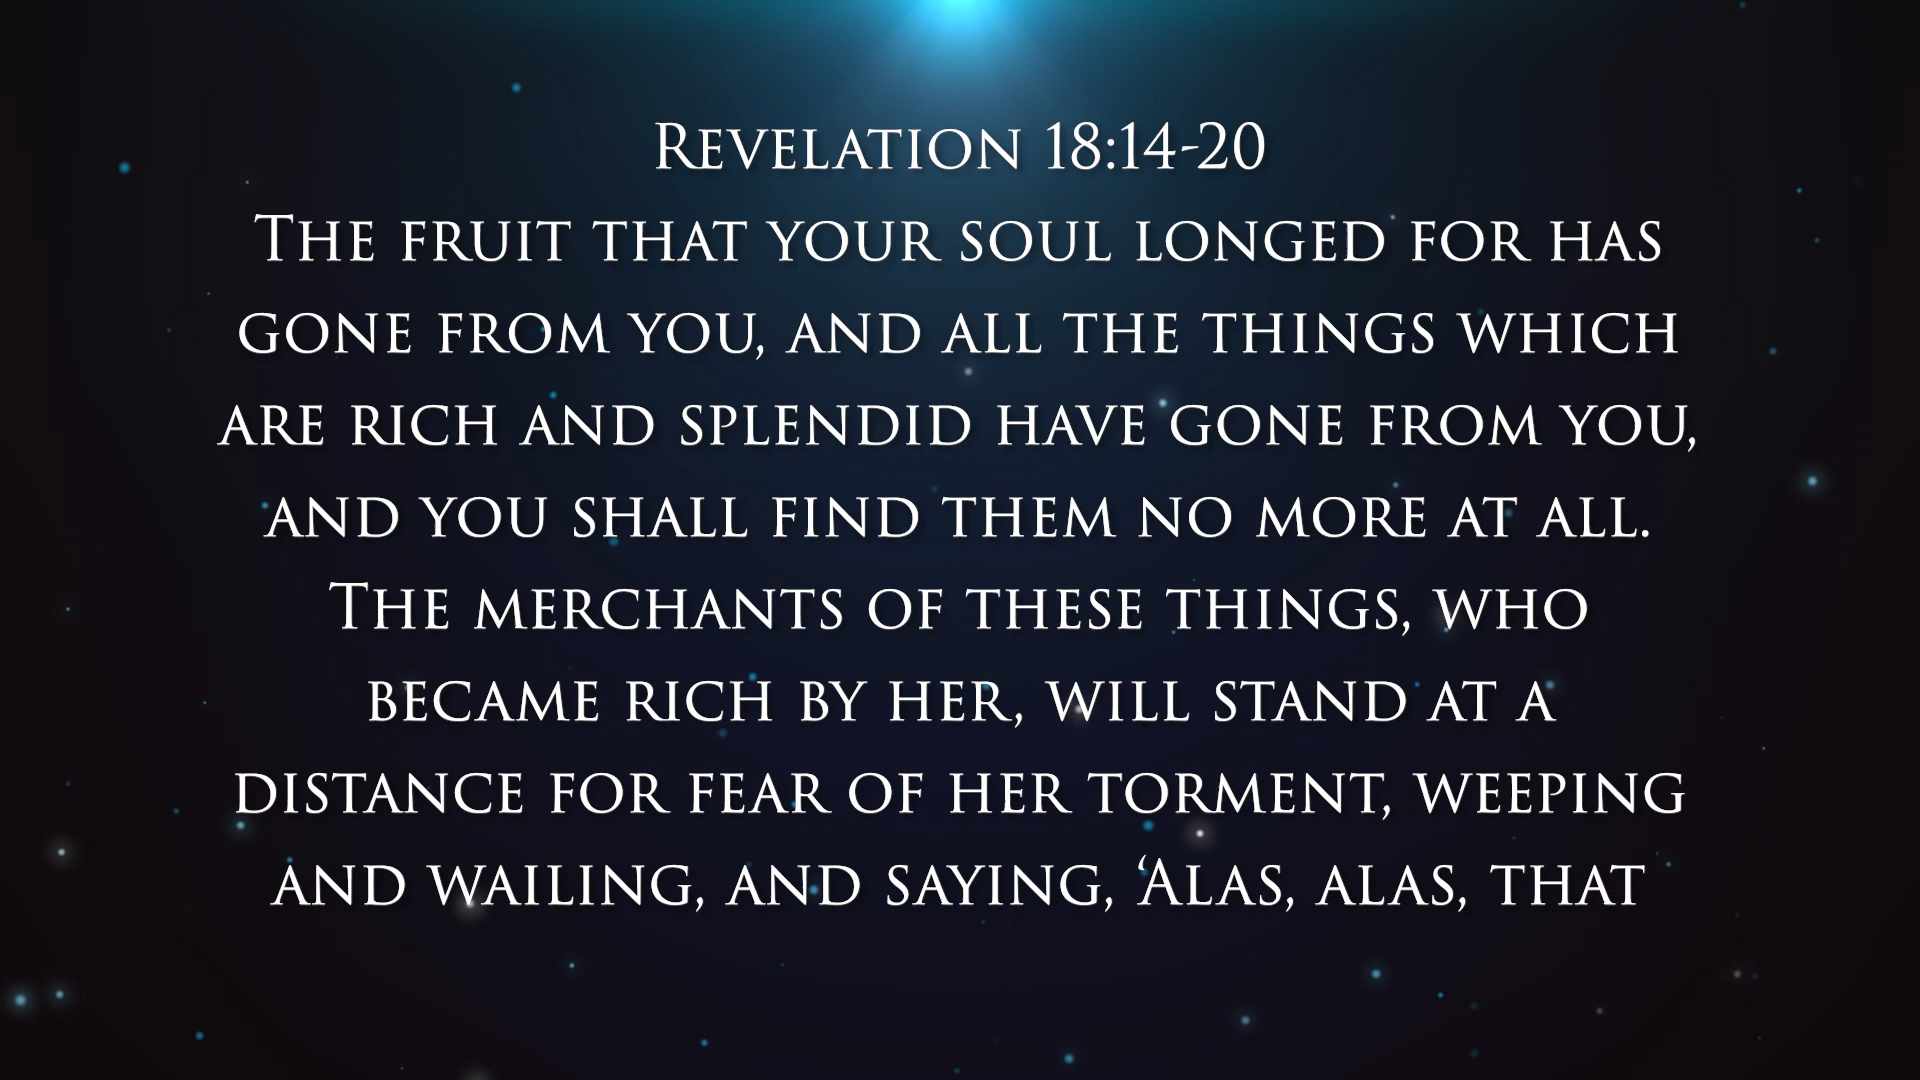 Revelation 18:14-20
The fruit that your soul longed for has
gone from you, and all the things which
are rich and splendid have gone from you,
and you shall find them no more at all.
The merchants of these things, who
became rich by her, will stand at a
distance for fear of her torment, weeping
and wailing, and saying, ‘Alas, alas, that